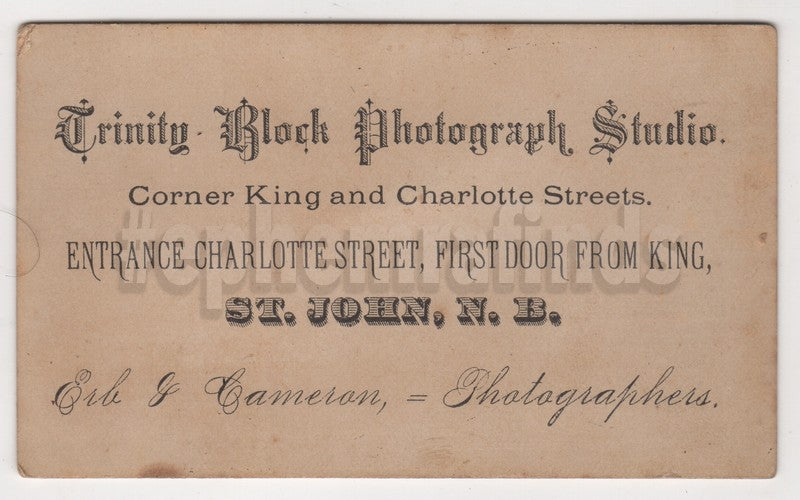 Trinity Block Photograph Studio.
Corner King and Charlotte Streets.
#ephemrafinds
ENTRANCE CHARLOTTE STREET, FIRST DOOR FROM KING,
ST. JOHN, N. B.
Erb & Cameron, = Photographers.